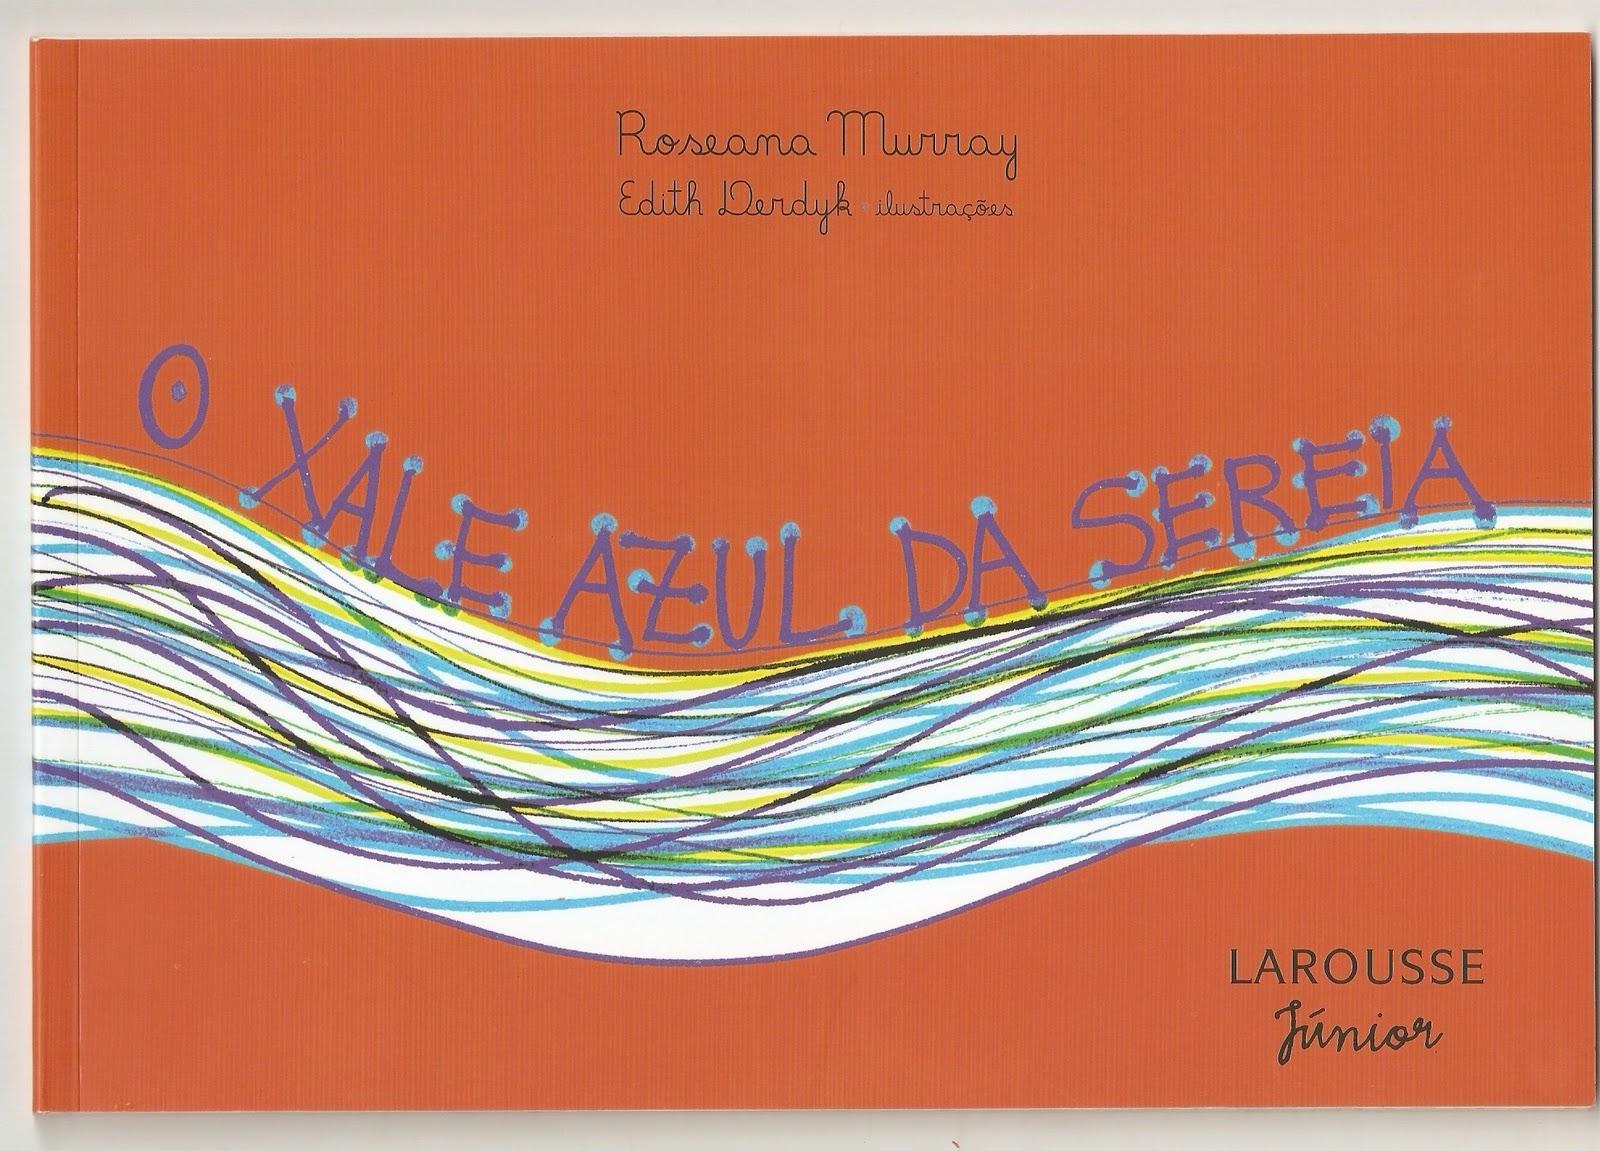 Roseana Murray
Edith Derdyk • ilustrações
O XALE AZUL DA SEREIA
LAROUSSE
Júnior